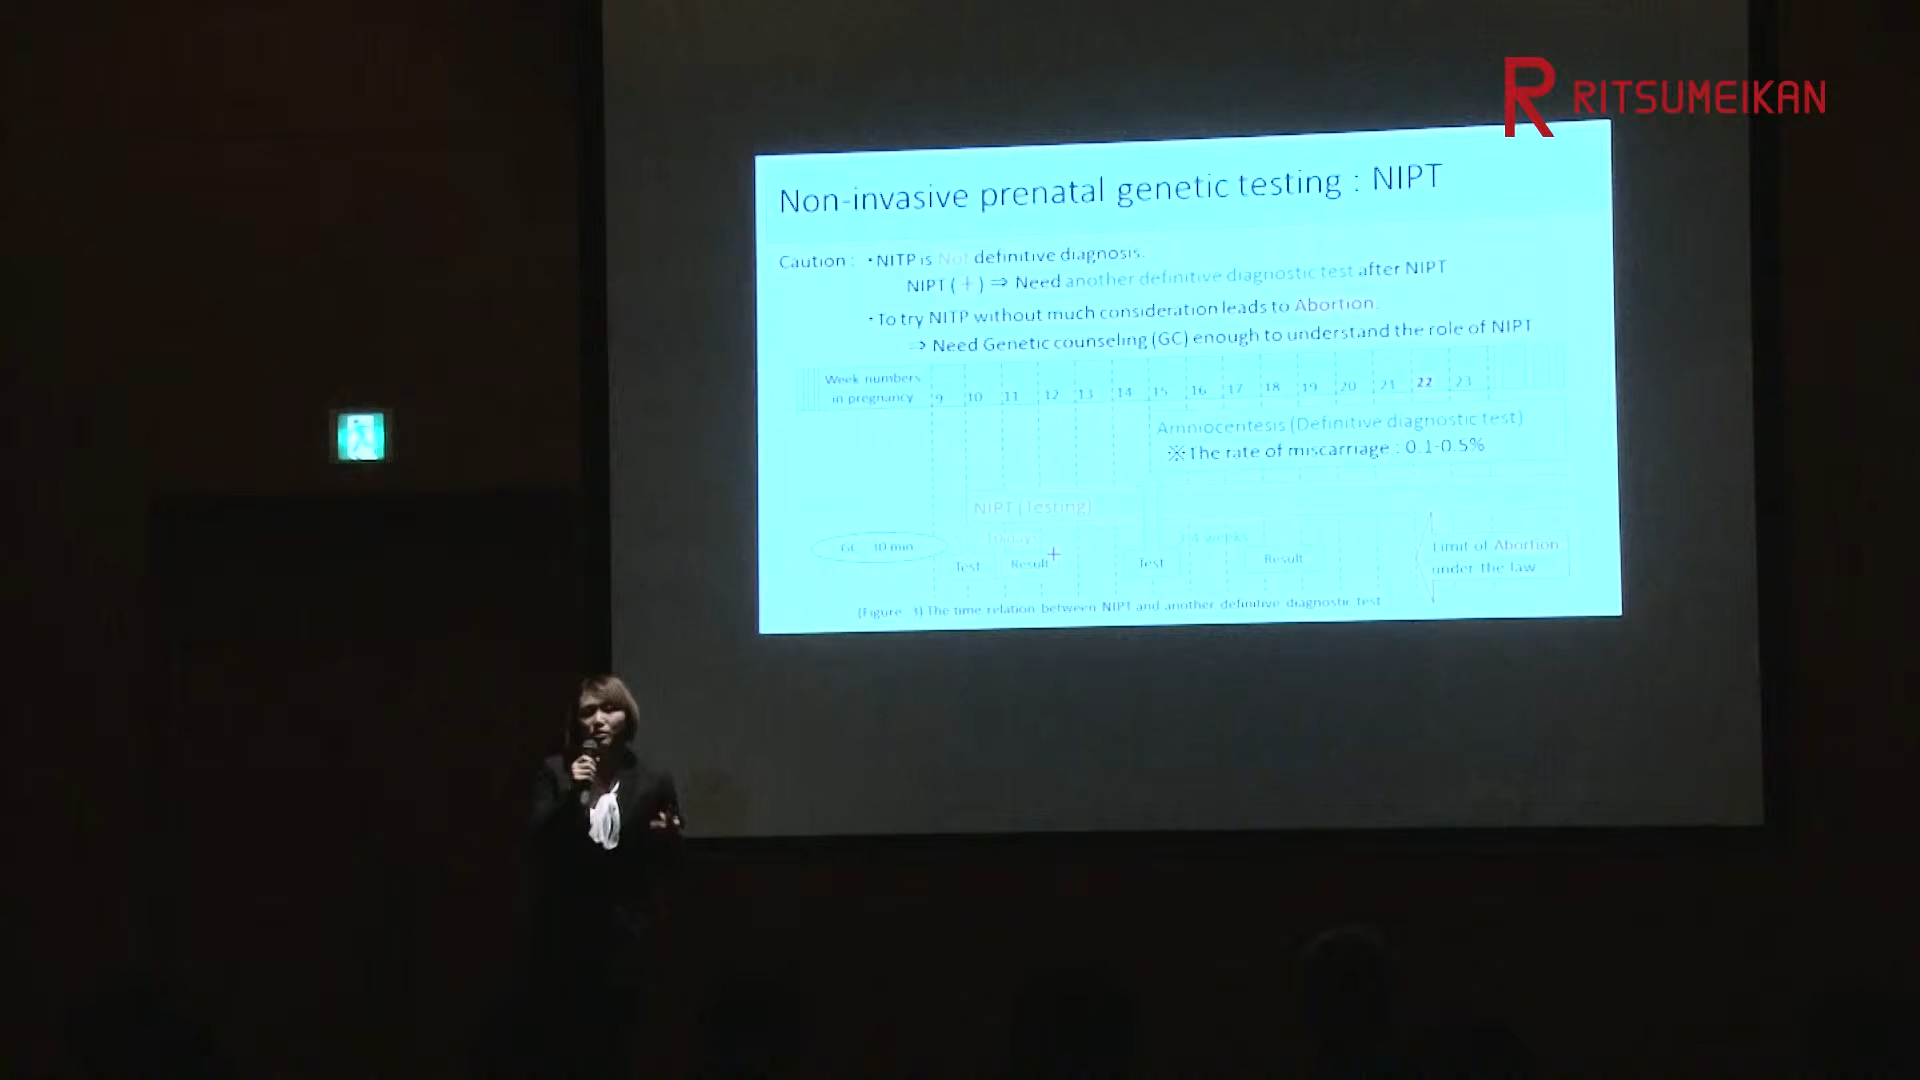 RITSUMEIKAN
Non-invasive prenatal genetic testing : NIPT
Caution : ・NITP is Not definitive diagnosis.
NIPT ( + ) ⇒ Need another definitive diagnostic test after NIPT
・To try NITP without much consideration leads to Abortion.
⇒ Need Genetic counseling (GC) enough to understand the role of NIPT
Week numbers in pregnancy 9 10 11 12 13 14 15 16 17 18 19 20 21 22 23
Amniocentesis (Definitive diagnostic test)
※The rate of miscarriage : 0.1-0.5%
NIPT (Testing)
10days
weeks
GC 30 min
Test
Result
+
Test
Result
Limit of Abortion
under the law
(Figure 3) The time relation between NIPT and another definitive diagnostic test